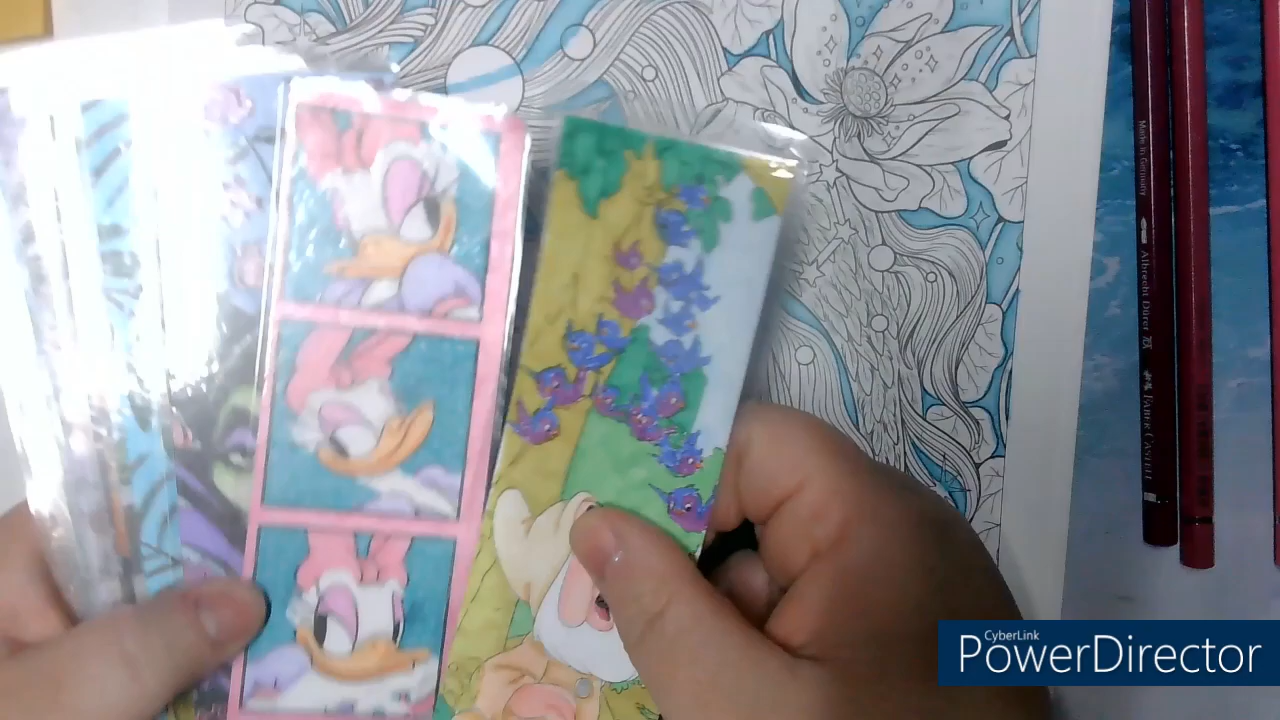 Made in Germany
Albrecht Dürer
FABER-CASTELL
CyberLink
PowerDirector